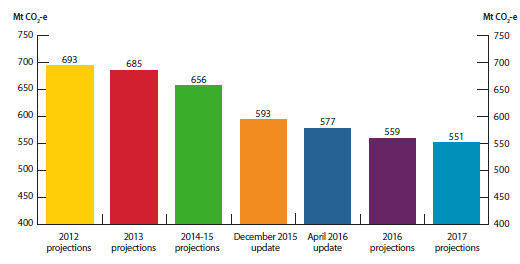 Mt CO₂-e Mt CO₂-e
750 750
700 700
650 650
600 600
550 550
500 500
450 450
400 400
693
685
656
593
577
559
551
2012 projections
2013 projections
2014-15 projections
December 2015 update
April 2016 update
2016 projections
2017 projections